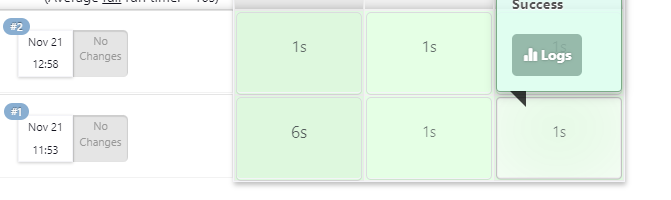 (Average full run time: ~10s)
Success
#2
Nov 21
12:58
No
Changes
1s
1s
1s
Logs
#1
Nov 21
11:53
No
Changes
6s
1s
1s